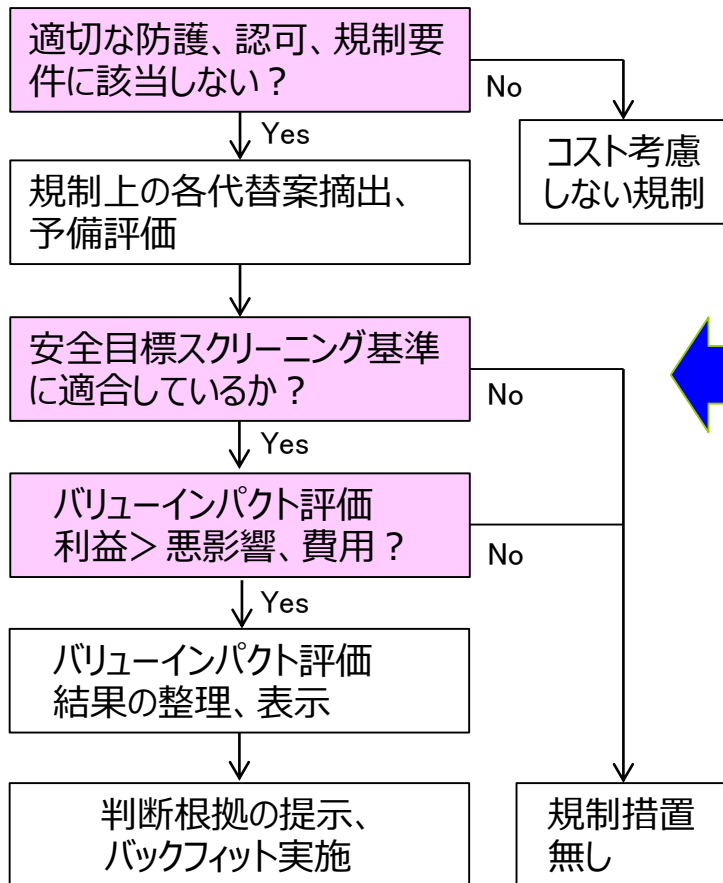 適切な防護、認可、規制要
件に該当しない？
No
Yes
コスト考慮
しない規制
規制上の各代替案摘出、
予備評価
安全目標スクリーニング基準
に適合しているか？
No
Yes
バリューインパクト評価
利益＞悪影響、費用？
No
Yes
バリューインパクト評価
結果の整理、表示
判断根拠の提示、
バックフィット実施
規制措置
無し